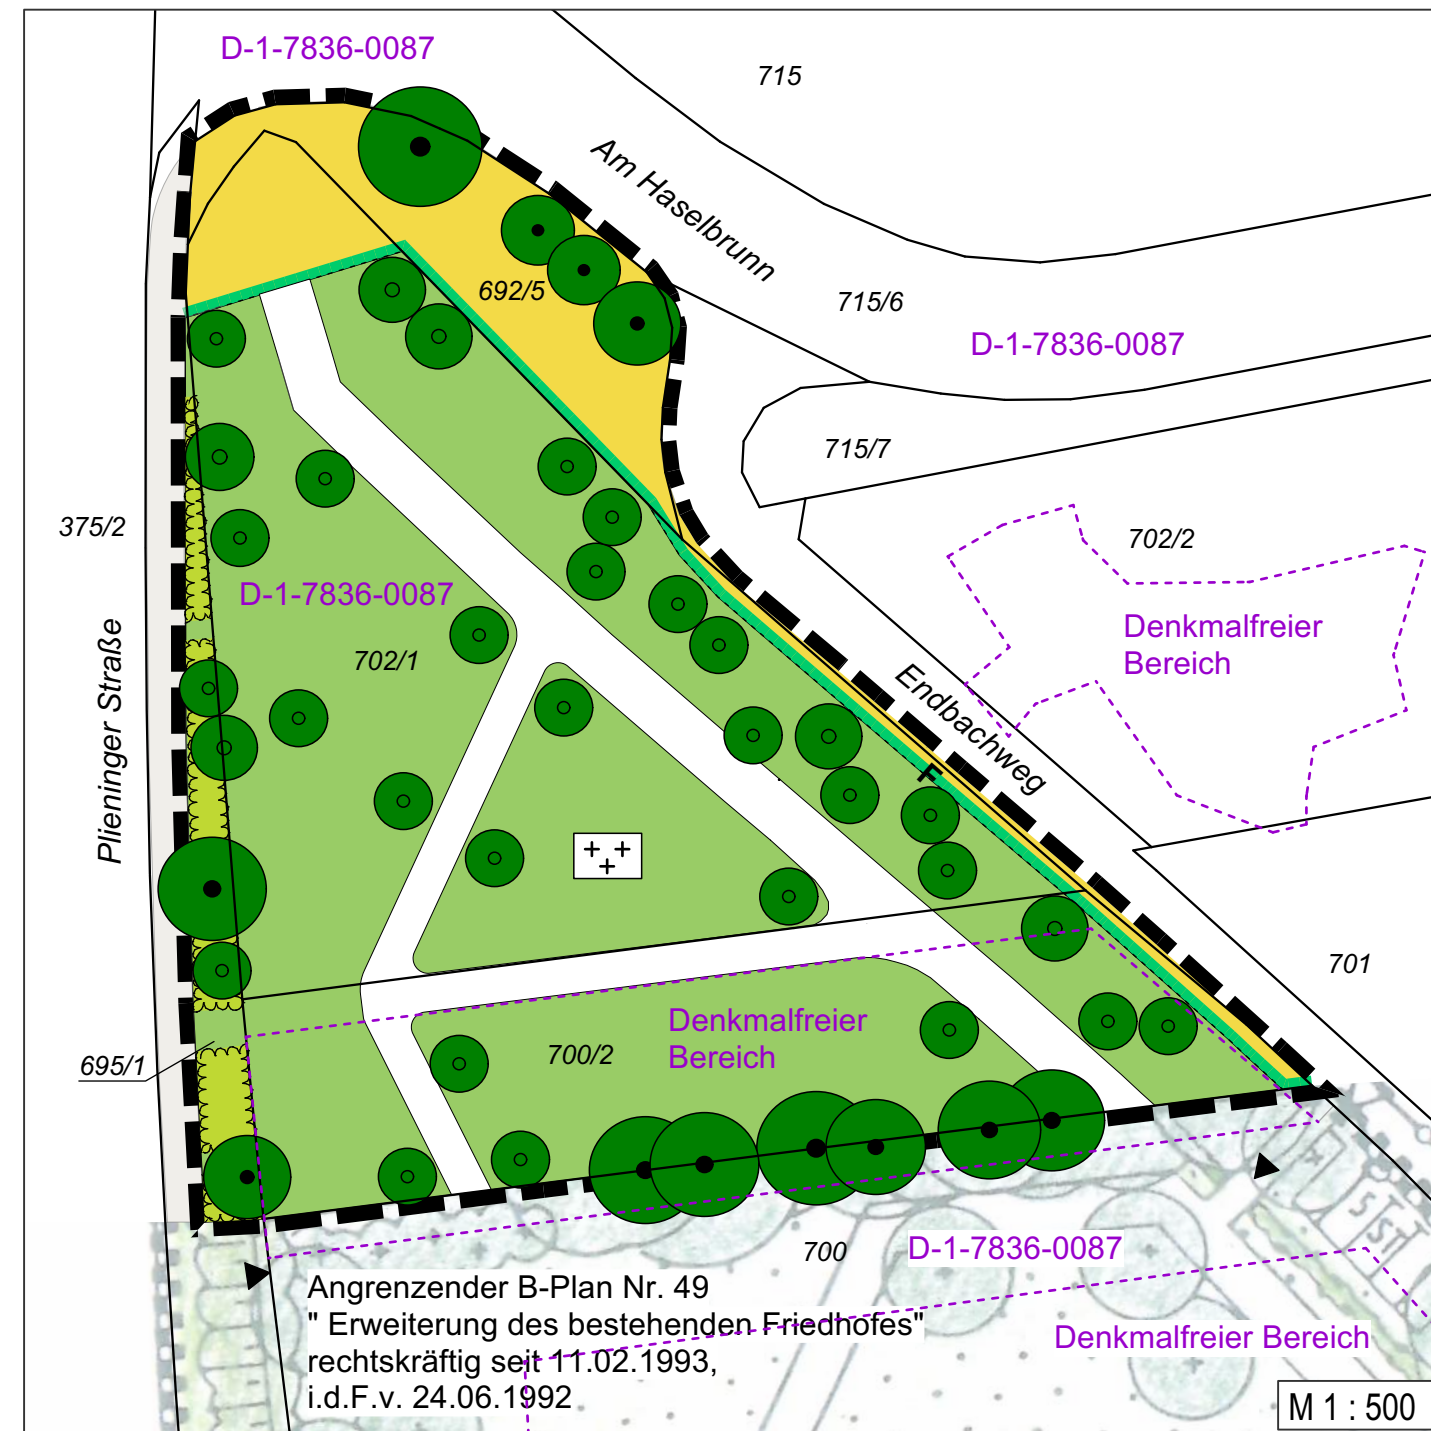 D-1-7836-0087
715
Am Haselbrunn
692/5
715/6
D-1-7836-0087
715/7
375/2
702/2
D-1-7836-0087
Denkmalfreier
Bereich
702/1
Plieninger Straße
Endbachweg
F
701
Denkmalfreier
Bereich
700/2
695/1
5 ST
700
D-1-7836-0087
Angrenzender B-Plan Nr. 49
" Erweiterung des bestehenden Friedhofes"
rechtskräftig seit 11.02.1993,
i.d.F.v. 24.06.1992
Denkmalfreier Bereich
M 1 : 500